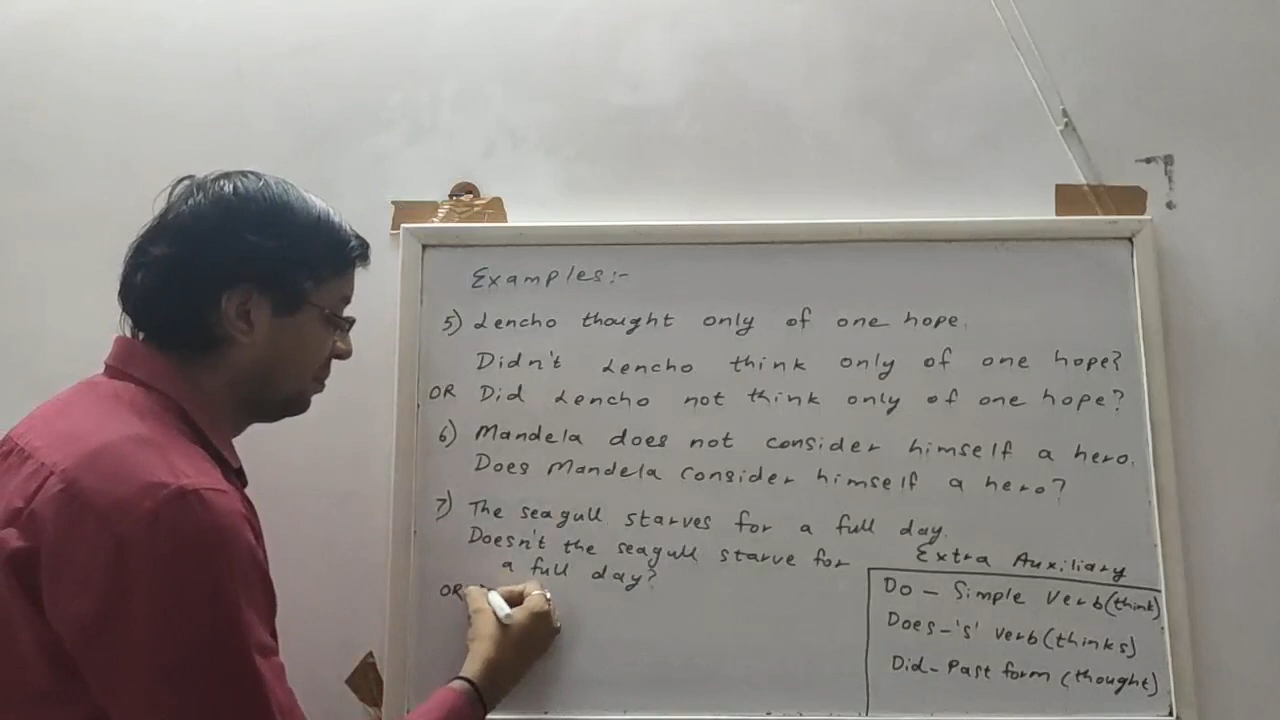 Examples:-
5) Lencho thought only of one hope.
Didn't Lencho think only of one hope?
OR Did Lencho not think only of one hope?
6) Mandela does not consider himself a hero.
Does Mandela consider himself a hero?
7) The seagull starves for a full day.
Doesn't the seagull starve for
a full day?
OR
Extra Auxiliary
Do - Simple verb (think)
Does - 's' verb (thinks)
Did - Past form (thought)